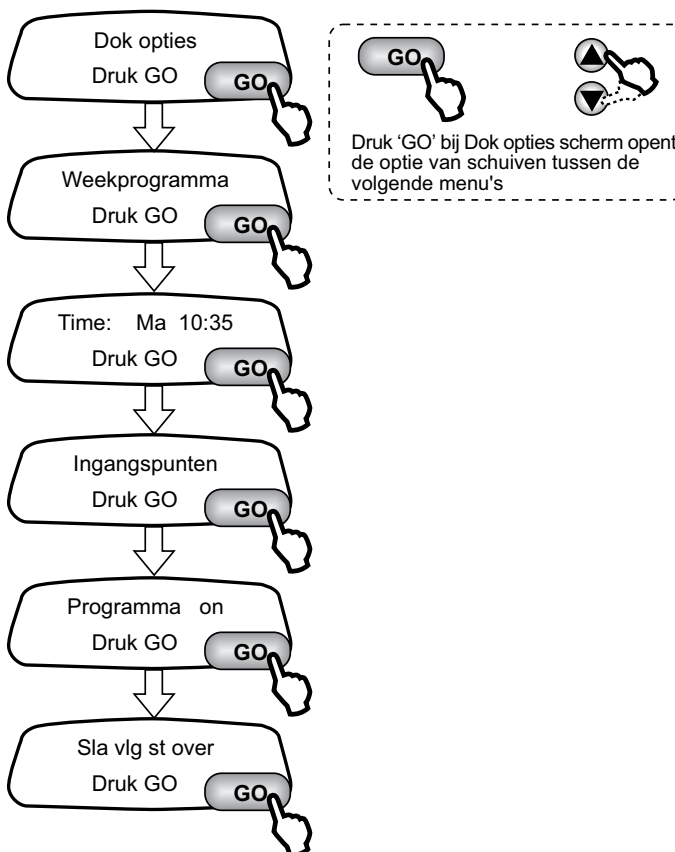 Dok opties
Druk GO
GO
Weekprogramma
Druk GO
GO
Time: Ma 10:35
Druk GO
GO
Ingangspunten
Druk GO
GO
Programma on
Druk GO
GO
Sla vlg st over
Druk GO
GO
GO
Druk ‘GO’ bij Dok opties scherm opent
de optie van schuiven tussen de
volgende menu's